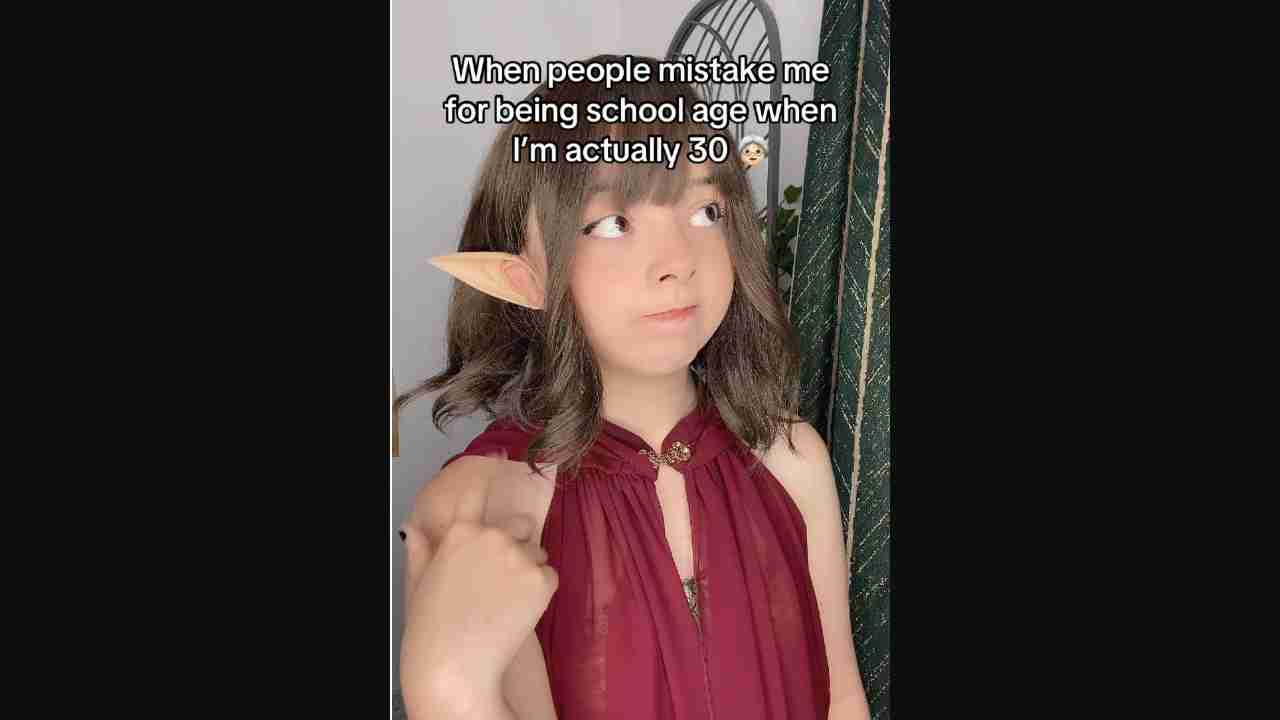 When people mistake me
for being school age when
I'm actually 30 👵🏻